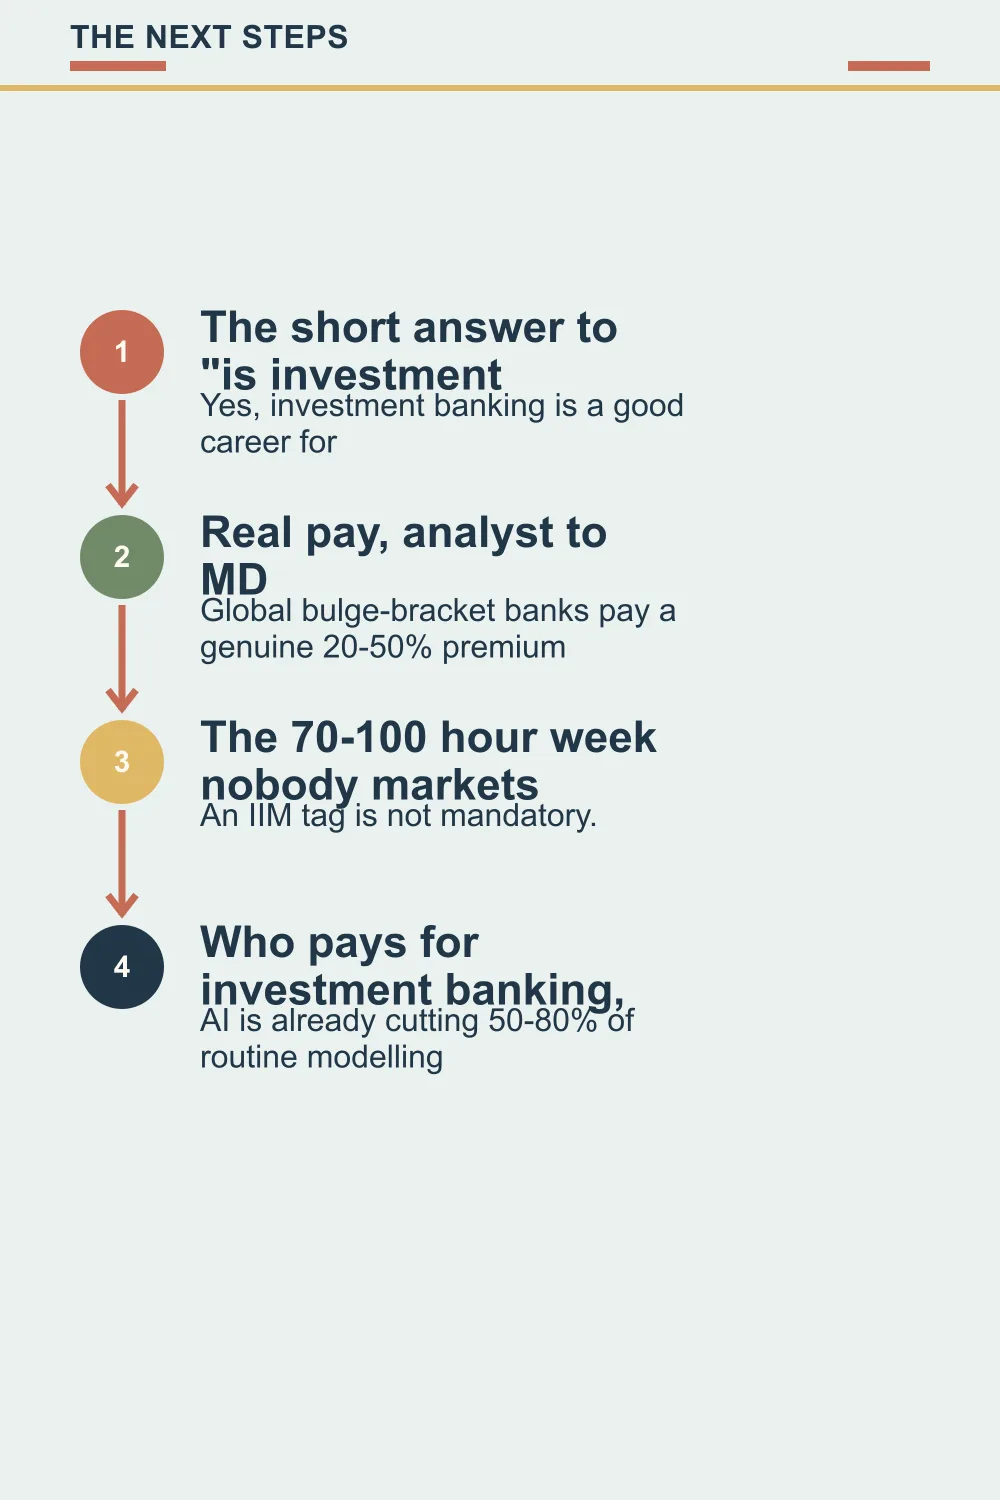 THE NEXT STEPS
1
The short answer to
"is investment
Yes, investment banking is a good
career for
2
Real pay, analyst to
MD
Global bulge-bracket banks pay a
genuine 20-50% premium
3
The 70-100 hour week
nobody markets
An IIM tag is not mandatory.
4
Who pays for
investment banking,
AI is already cutting 50-80% of
routine modelling